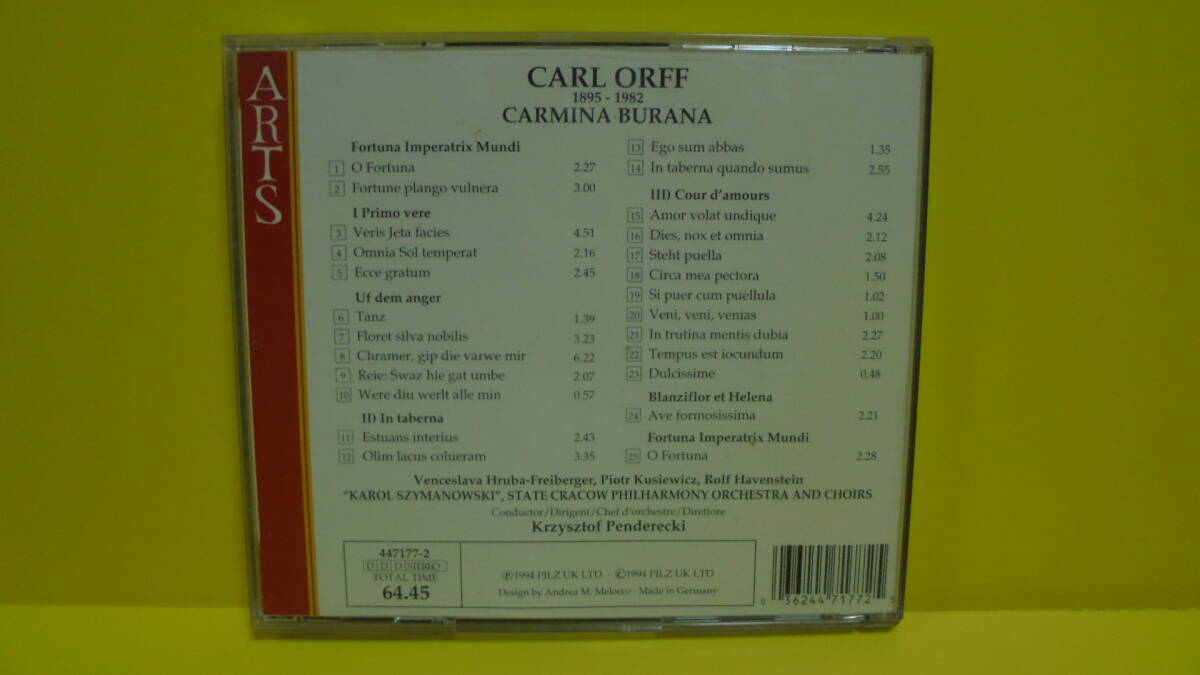 ARTS
CARL ORFF
1895 - 1982
CARMINA BURANA
Fortuna Imperatrix Mundi
1 O Fortuna 2.27
2 Fortune plango vulnera 3.00
I Primo vere
3 Veris Jeta facies 4.51
4 Omnia Sol temperat 2.16
5 Ecce gratum 2.45
Uf dem anger
6 Tanz 1.39
7 Floret silva nobilis 3.23
8 Chramer, gip die varwe mir 6.22
9 Reie: Swaz hie gat umbe 2.07
10 Were diu werlt alle min 0.57
II) In taberna
11 Estuans interius 2.43
12 Olim lacus colueram 3.35
13 Ego sum abbas 1.35
14 In taberna quando sumus 2.55
III) Cour d'amours
15 Amor volat undique 4.24
16 Dies, nox et omnia 2.12
17 Steht puella 2.08
18 Circa mea pectora 1.50
19 Si puer cum puellula 1.02
20 Veni, veni, venias 1.00
21 In trutina mentis dubia 2.27
22 Tempus est iocundum 2.20
23 Dulcissime 0.48
Blanziflor et Helena
24 Ave formosissima 2.21
Fortuna Imperatrix Mundi
25 O Fortuna 2.28
Venceslava Hruba-Freiberger, Piotr Kusiewicz, Rolf Havenstein
"KAROL SZYMANOWSKI", STATE CRACOW PHILHARMONY ORCHESTRA AND CHOIRS
Conductor/Dirigent/Chef d'orchestre/Direttore
Krzysztof Penderecki
447177-2
DDD STEREO
TOTAL TIME
64.45
℗1994 PILZ UK LTD · ©1994 PILZ UK LTD
Design by Andrea M. · Made in Germany
0 36244 71772